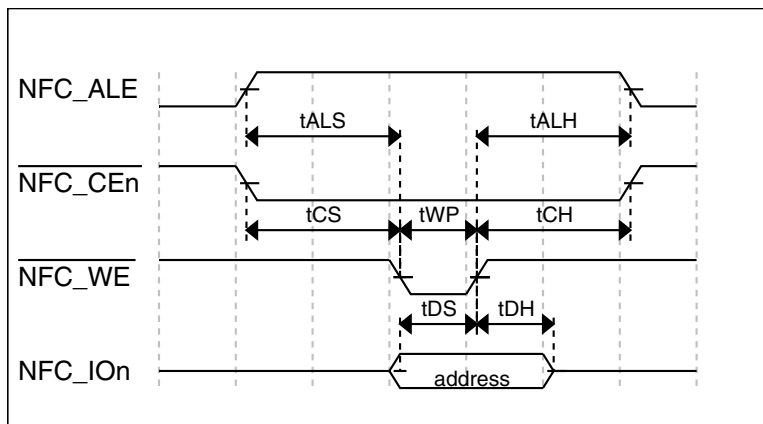 NFC_ALE
tALS tALH
NFC_CEn
tCS tWP tCH
NFC_WE
tDS tDH
NFC_IOn address